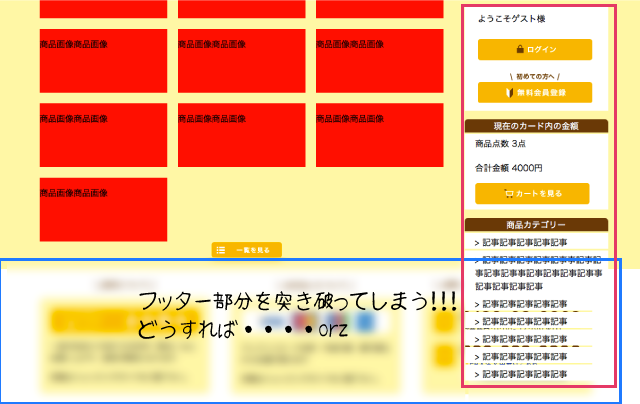 商品画像商品画像
商品画像商品画像
商品画像商品画像
商品画像商品画像
商品画像商品画像
商品画像商品画像
商品画像商品画像
一覧を見る
ようこそゲスト様
ログイン
\ 初めての方へ /
無料会員登録
現在のカード内の金額
商品点数 3点
合計金額 4000円
カートを見る
商品カテゴリー
> 記事記事記事記事記事
> 記事記事記事記事事記事記
事記事記事事記事記事記事事
記事記事記事記事
> 記事記事記事記事記事
> 記事記事記事記事記事
> 記事記事記事記事記事
> 記事記事記事記事記事
> 記事記事記事記事記事
フッター部分を突き破ってしまう!!!
どうすれば・・・・orz